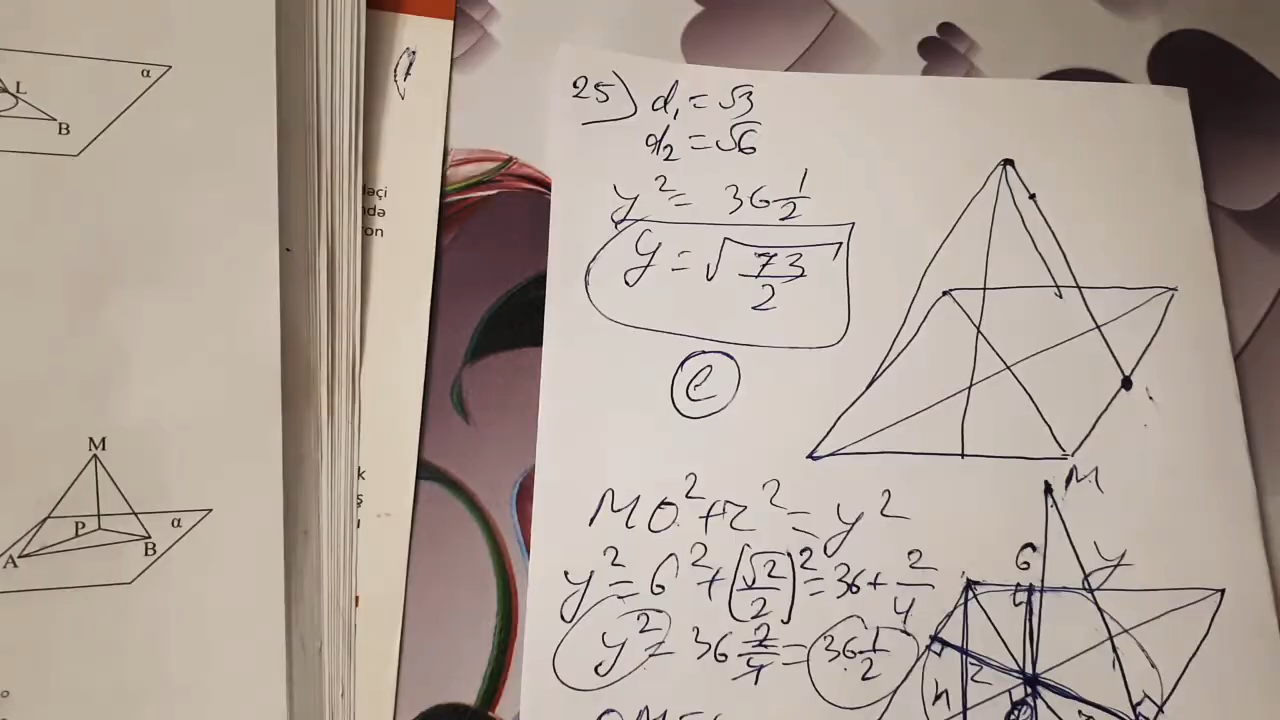 α
L
B
M
P
α
A
B
k
25) d₁ = √3
d₂ = √6
y² = 36 1/2
y = √73/2
e
MO² + r² = y²
y² = 6² + (√2/2)² = 36 + 2/4
y² = 36 2/4 = 36 1/2
M
6
y
h
r